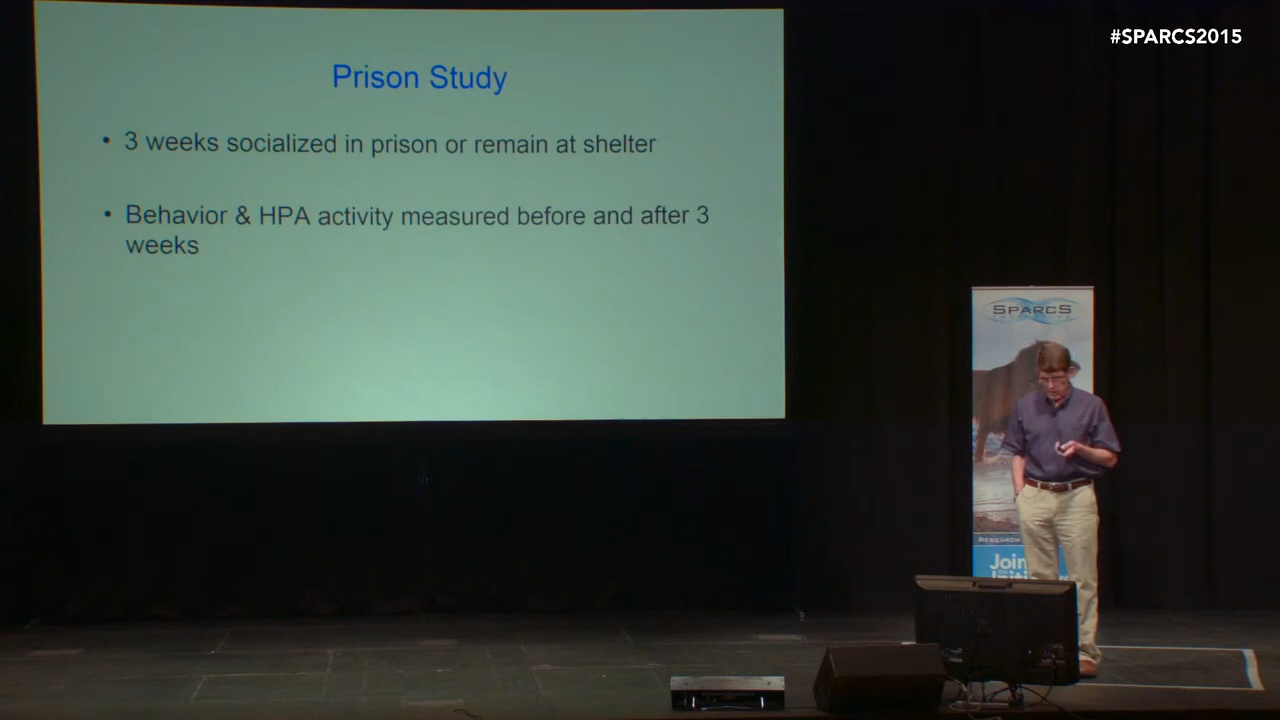 #SPARCS2015
Prison Study
• 3 weeks socialized in prison or remain at shelter
• Behavior & HPA activity measured before and after 3
weeks
SPARCS
RESEARCH
Join